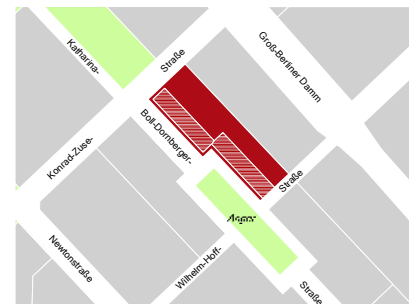 Straße
Groß-Berliner Damm
Katharina-
Boll-Dornberger-
Konrad-Zuse-
Straße
Newtonstraße
Wilhelm-Hoff-
Straße